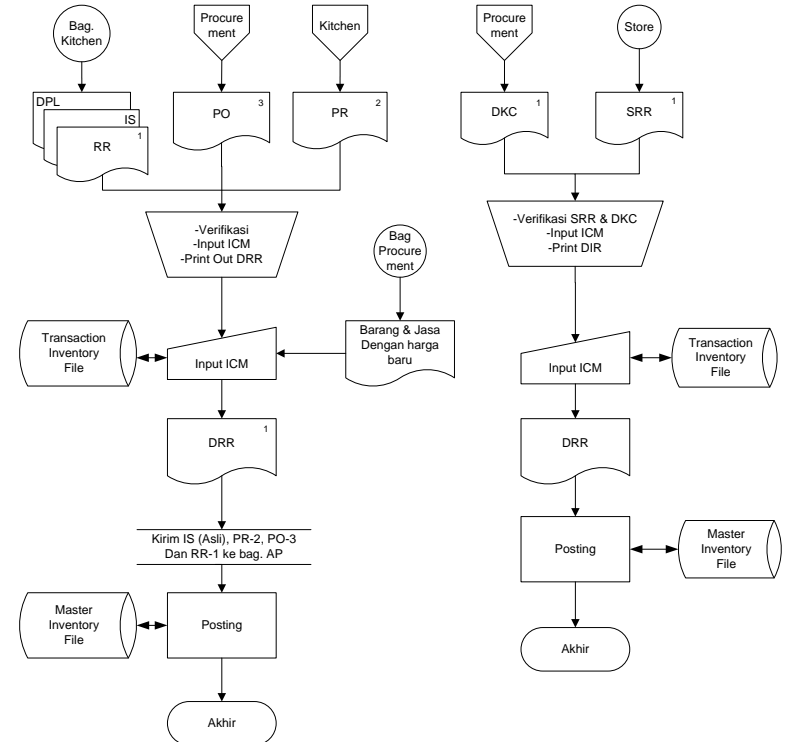 Bag.
Kitchen
Procure
ment
Kitchen
Procure
ment
Store
DPL
IS
1
RR
3
PO
2
PR
1
DKC
1
SRR
-Verifikasi
-Input ICM
-Print Out DRR
-Verifikasi SRR & DKC
-Input ICM
-Print DIR
Bag
Procure
ment
Transaction
Inventory
File
Input ICM
Barang & Jasa
Dengan harga
baru
Input ICM
Transaction
Inventory
File
1
DRR
DRR
Kirim IS (Asli), PR-2, PO-3
Dan RR-1 ke bag. AP
Posting
Master
Inventory
File
Master
Inventory
File
Posting
Akhir
Akhir